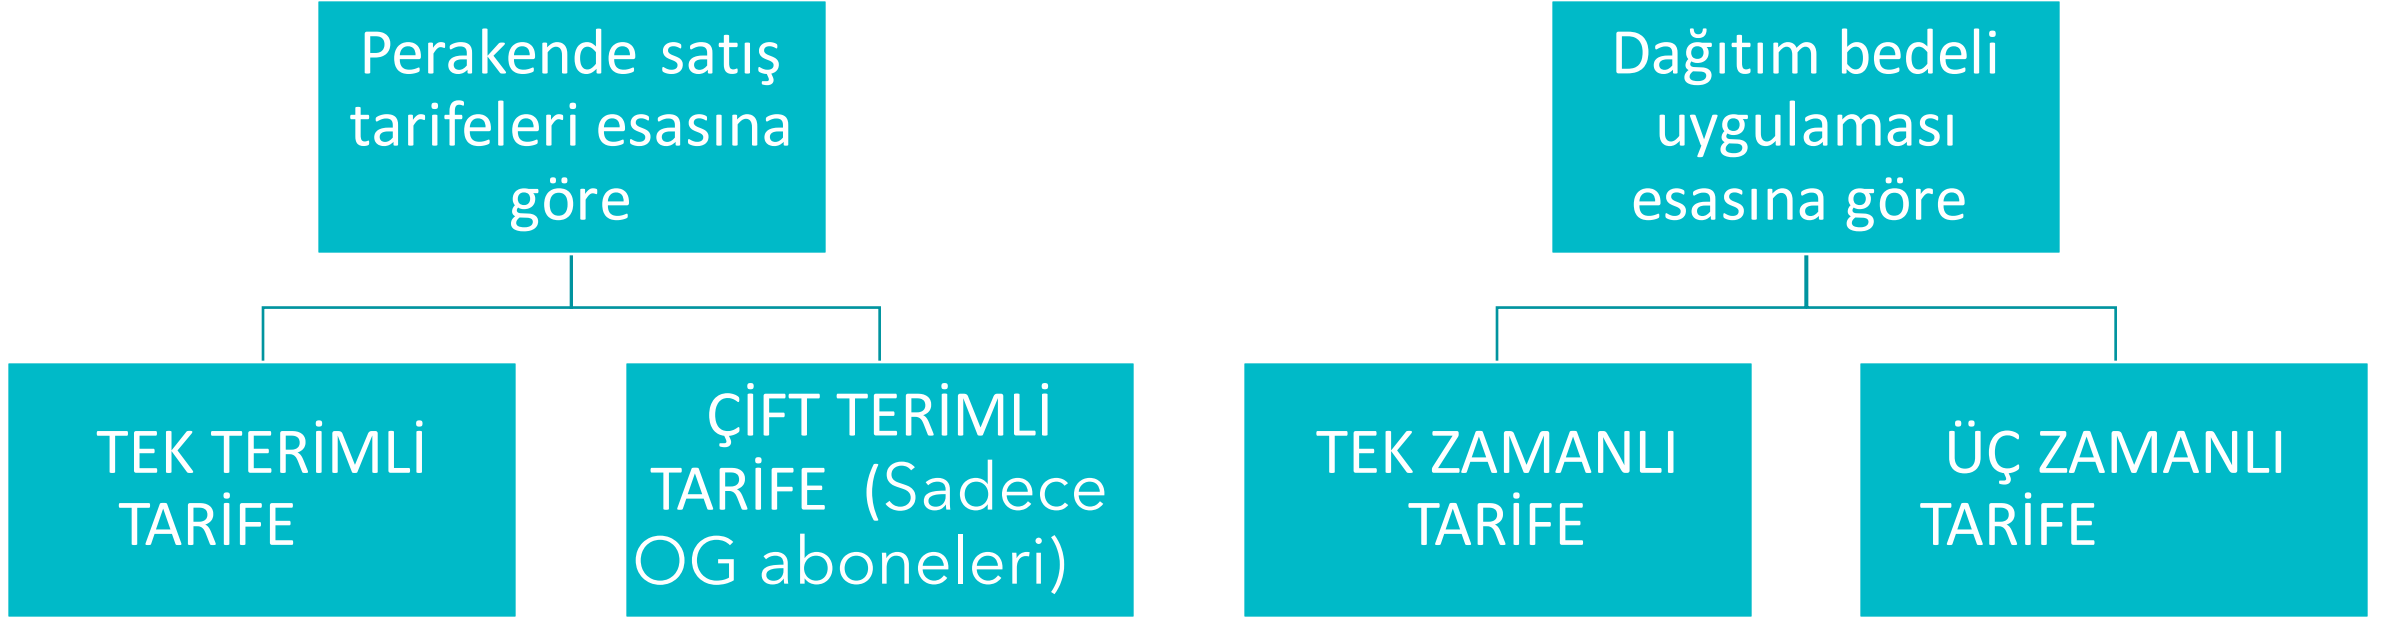 Perakende satış
tarifeleri esasına
göre
TEK TERİMLİ
TARİFE
ÇİFT TERİMLİ
TARİFE (Sadece
OG aboneleri)
Dağıtım bedeli
uygulaması
esasına göre
TEK ZAMANLI
TARİFE
ÜÇ ZAMANLI
TARİFE